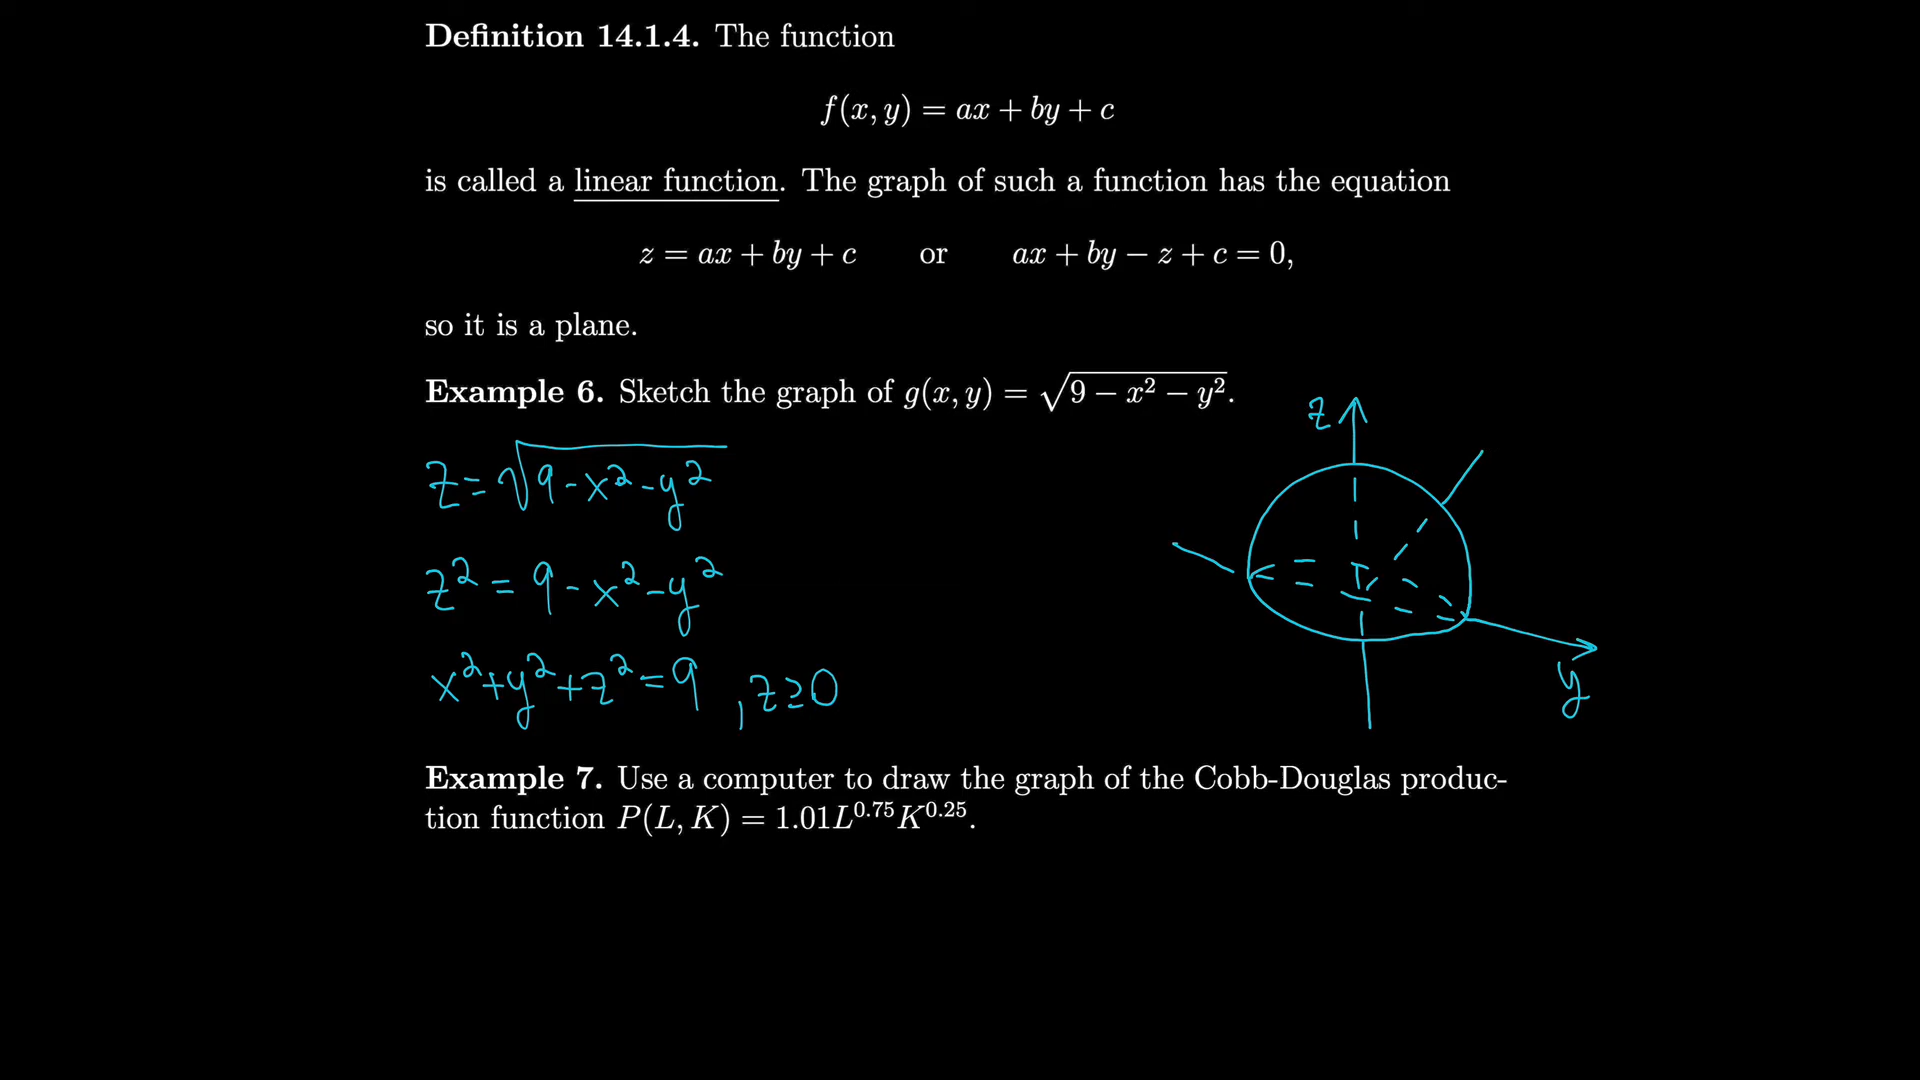 Definition 14.1.4. The function
f(x, y) = ax + by + c
is called a linear function. The graph of such a function has the equation
z = ax + by + c or ax + by − z + c = 0,
so it is a plane.
Example 6. Sketch the graph of g(x, y) = √(9 − x² − y²).
z = √(9 - x² - y²)
z² = 9 - x² - y²
x² + y² + z² = 9 , z ≥ 0
z
y
Example 7. Use a computer to draw the graph of the Cobb-Douglas produc-
tion function P(L, K) = 1.01L^0.75 K^0.25.